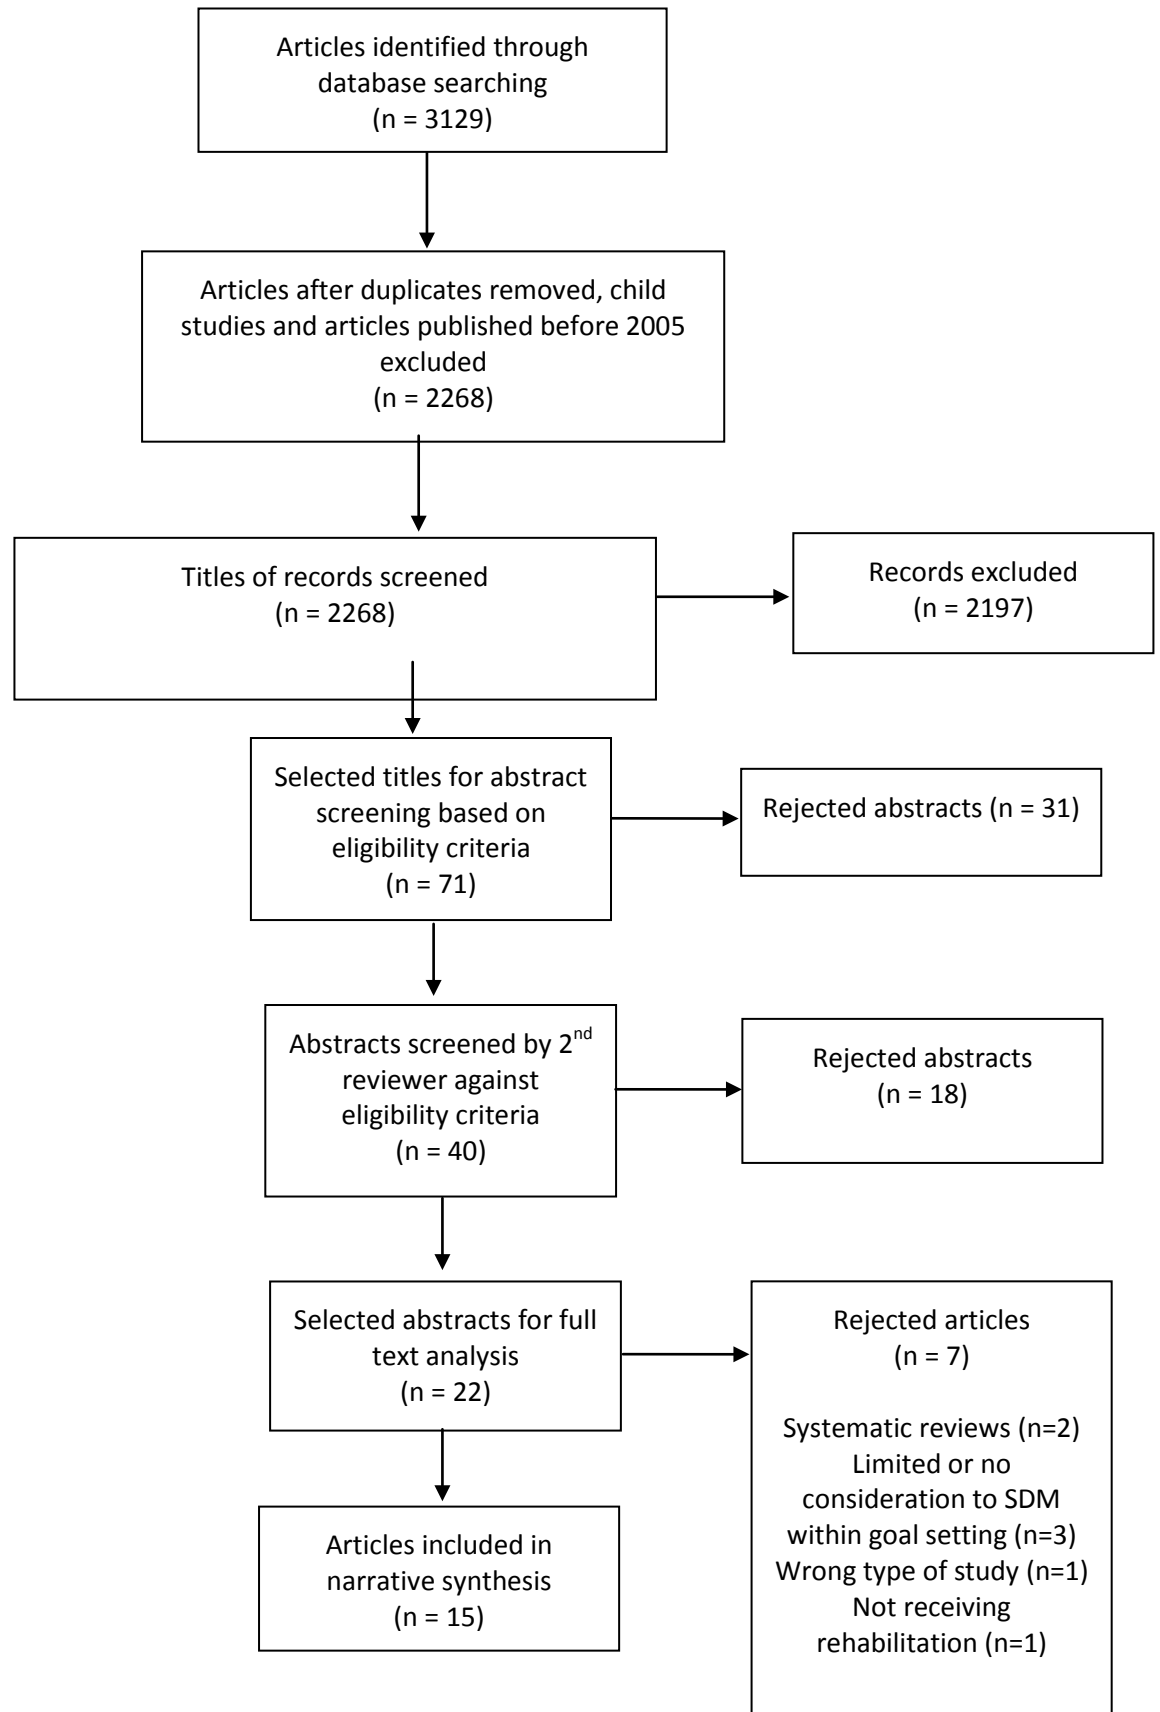 Articles identified through
database searching
(n = 3129)
Articles after duplicates removed, child
studies and articles published before 2005
excluded
(n = 2268)
Titles of records screened
(n = 2268)
Records excluded
(n = 2197)
Selected titles for abstract
screening based on
eligibility criteria
(n = 71)
Rejected abstracts (n = 31)
Abstracts screened by 2nd
reviewer against
eligibility criteria
(n = 40)
Rejected abstracts
(n = 18)
Selected abstracts for full
text analysis
(n = 22)
Rejected articles
(n = 7)
Systematic reviews (n=2)
Limited or no
consideration to SDM
within goal setting (n=3)
Wrong type of study (n=1)
Not receiving
rehabilitation (n=1)
Articles included in
narrative synthesis
(n = 15)